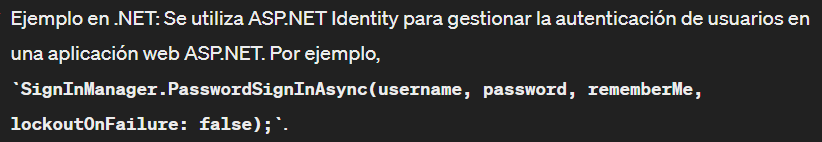 Ejemplo en .NET: Se utiliza ASP.NET Identity para gestionar la autenticación de usuarios en
una aplicación web ASP.NET. Por ejemplo,
`SignInManager.PasswordSignInAsync(username, password, rememberMe,
lockoutOnFailure: false);`.